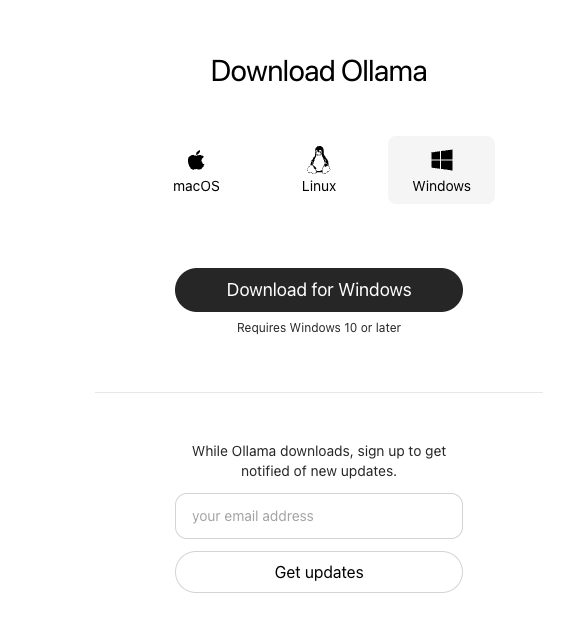 Download Ollama
macOS
Linux
Windows
Download for Windows
Requires Windows 10 or later
While Ollama downloads, sign up to get
notified of new updates.
your email address
Get updates